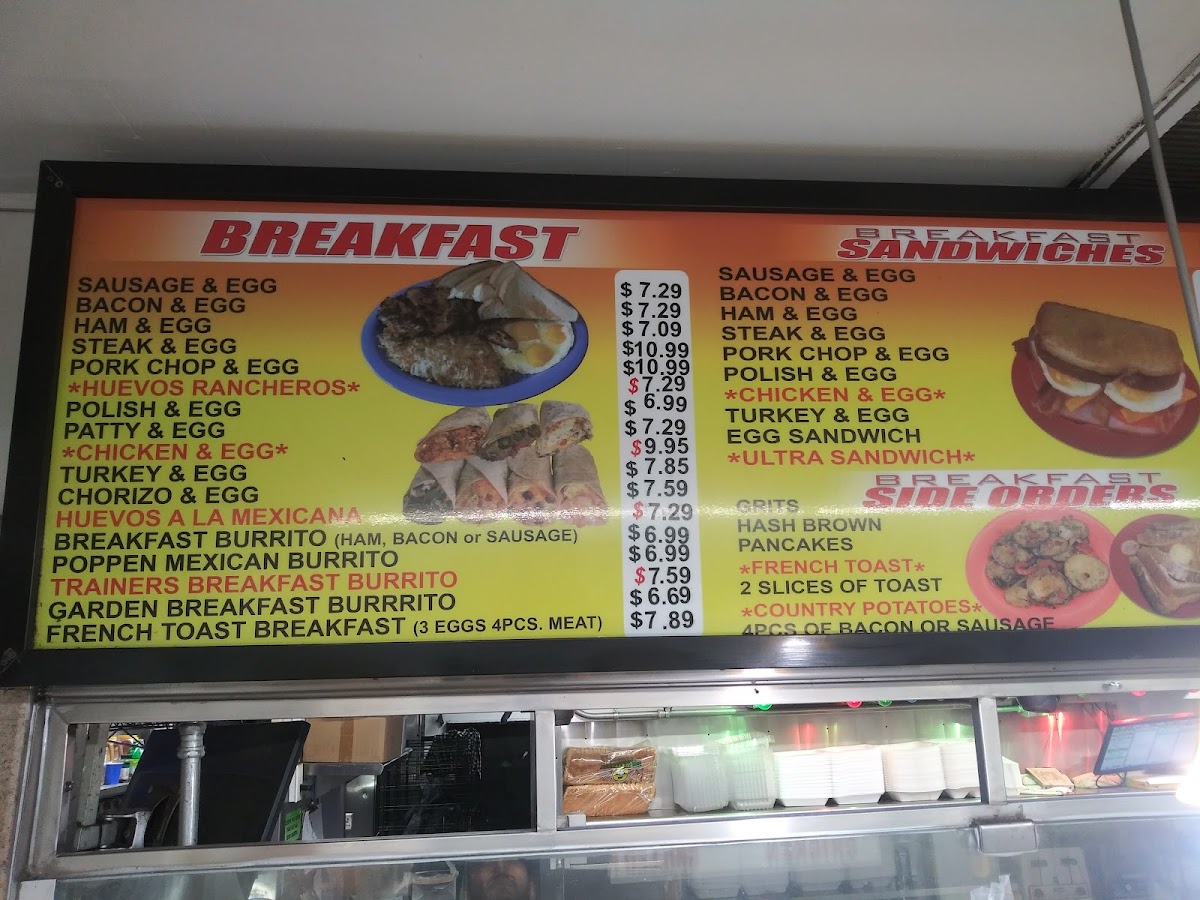 BREAKFAST
SAUSAGE & EGG $ 7.29
BACON & EGG $ 7.29
HAM & EGG $ 7.09
STEAK & EGG $10.99
PORK CHOP & EGG $10.99
*HUEVOS RANCHEROS* $ 7.29
POLISH & EGG $ 6.99
PATTY & EGG $ 7.29
*CHICKEN & EGG* $9.95
TURKEY & EGG $ 7.85
CHORIZO & EGG $ 7.59
HUEVOS A LA MEXICANA $ 7.29
BREAKFAST BURRITO (HAM, BACON or SAUSAGE) $ 6.99
POPPEN MEXICAN BURRITO $ 6.99
TRAINERS BREAKFAST BURRITO $ 7.59
GARDEN BREAKFAST BURRRITO $ 6.69
FRENCH TOAST BREAKFAST (3 EGGS 4PCS. MEAT) $7.89
BREAKFAST
SANDWICHES
SAUSAGE & EGG
BACON & EGG
HAM & EGG
STEAK & EGG
PORK CHOP & EGG
POLISH & EGG
*CHICKEN & EGG*
TURKEY & EGG
EGG SANDWICH
*ULTRA SANDWICH*
BREAKFAST
SIDE ORDERS
GRITS
HASH BROWN
PANCAKES
*FRENCH TOAST*
2 SLICES OF TOAST
*COUNTRY POTATOES*
4PCS OF BACON OR SAUSAGE